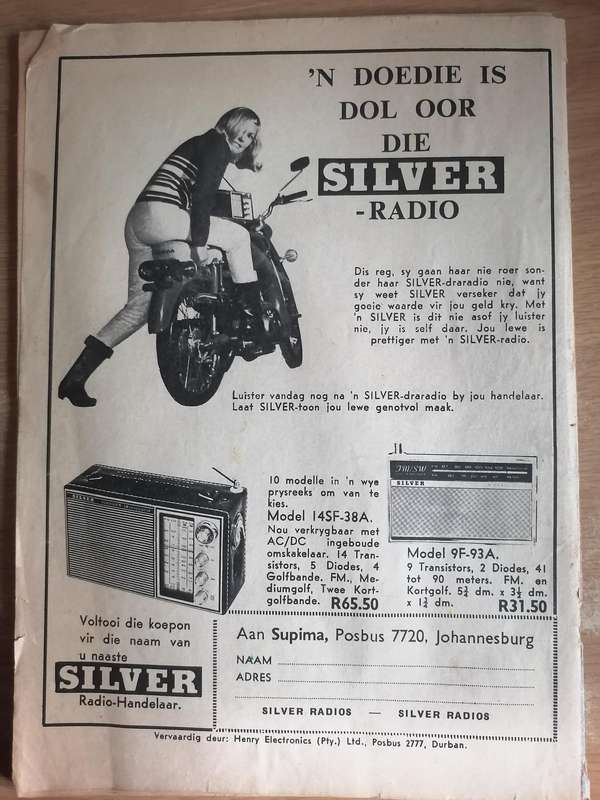 'N DOEDIE IS
DOL OOR
DIE
SILVER
-RADIO
Dis reg, sy gaan haar nie roer son-
der haar SILVER-draradio nie, want
sy weet SILVER verseker dat jy
goeie waarde vir jou geld kry. Met
'n SILVER is dit nie asof jy luister
nie, jy is self daar. Jou lewe is
prettiger met 'n SILVER-radio.
Luister vandag nog na 'n SILVER-draradio by jou handelaar.
Laat SILVER-toon jou lewe genotvol maak.
SILVER
10 modelle in 'n wye
prysreeks om van te
kies.
Model 14SF-38A.
Nou verkrygbaar met
AC/DC ingeboude
omskakelaar. 14 Tran-
sistors, 5 Diodes, 4
Golfbande. FM., Me-
diumgolf, Twee Kort-
golfbande. R65.50
FM/SW
SILVER
Model 9F-93A.
9 Transistors, 2 Diodes, 41
tot 90 meters. FM. en
Kortgolf. 5¾ dm. x 3½ dm.
x 1¾ dm. R31.50
Voltooi die koepon
vir die naam van
u naaste
SILVER
Radio-Handelaar.
Aan Supima, Posbus 7720, Johannesburg
NAAM
ADRES
SILVER RADIOS — SILVER RADIOS
Vervaardig deur: Henry Electronics (Pty.) Ltd., Posbus 2777, Durban.